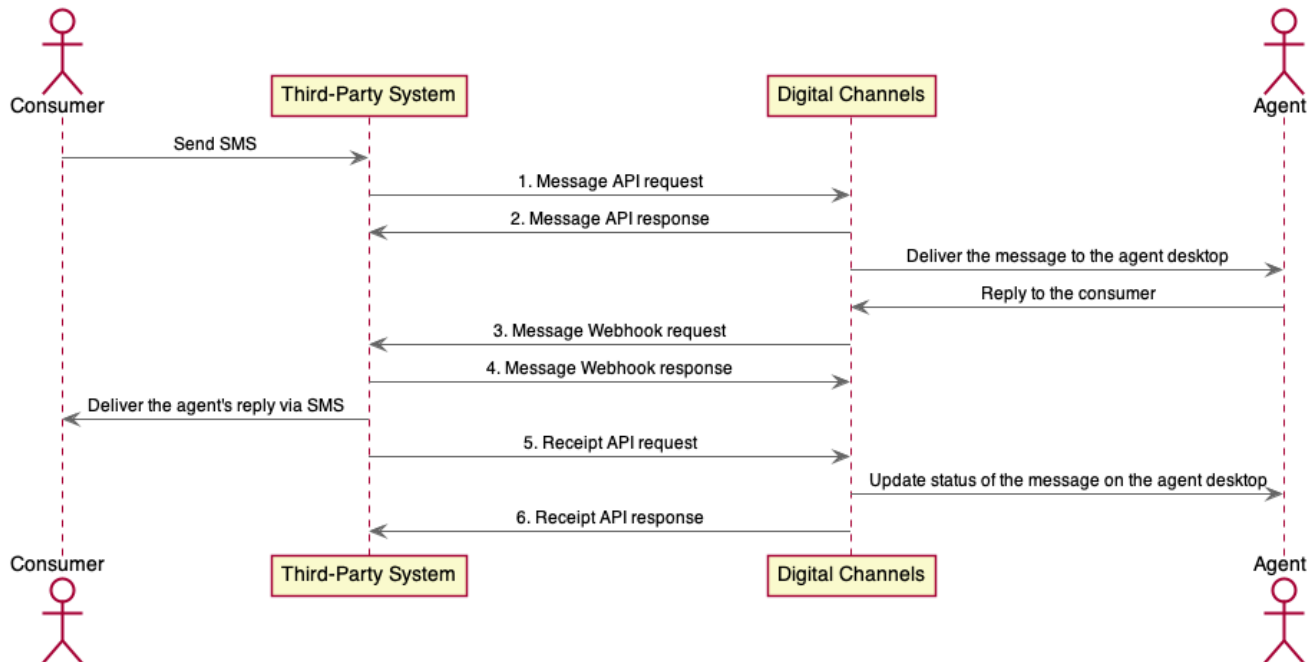 Consumer
Third-Party System
Digital Channels
Agent
Send SMS
1. Message API request
2. Message API response
Deliver the message to the agent desktop
Reply to the consumer
3. Message Webhook request
4. Message Webhook response
Deliver the agent's reply via SMS
5. Receipt API request
Update status of the message on the agent desktop
6. Receipt API response
Consumer
Third-Party System
Digital Channels
Agent